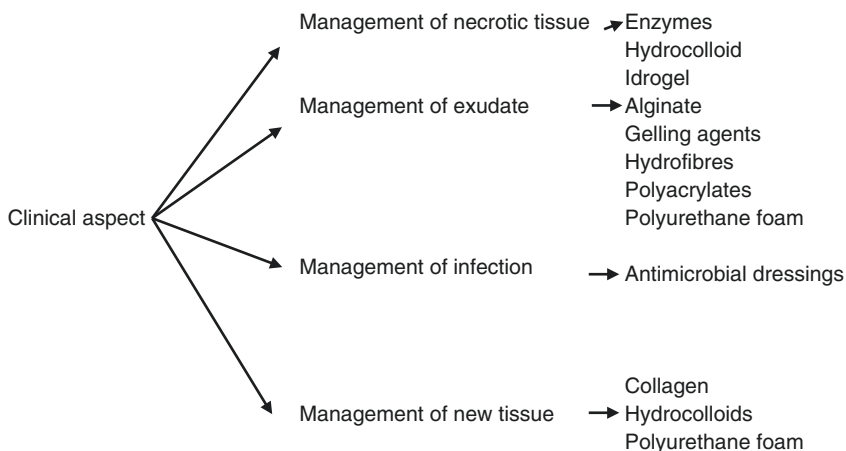 Management of necrotic tissue Enzymes
Hydrocolloid
Idrogel
Management of exudate Alginate
Gelling agents
Hydrofibres
Polyacrylates
Polyurethane foam
Clinical aspect
Management of infection Antimicrobial dressings
Collagen
Management of new tissue Hydrocolloids
Polyurethane foam